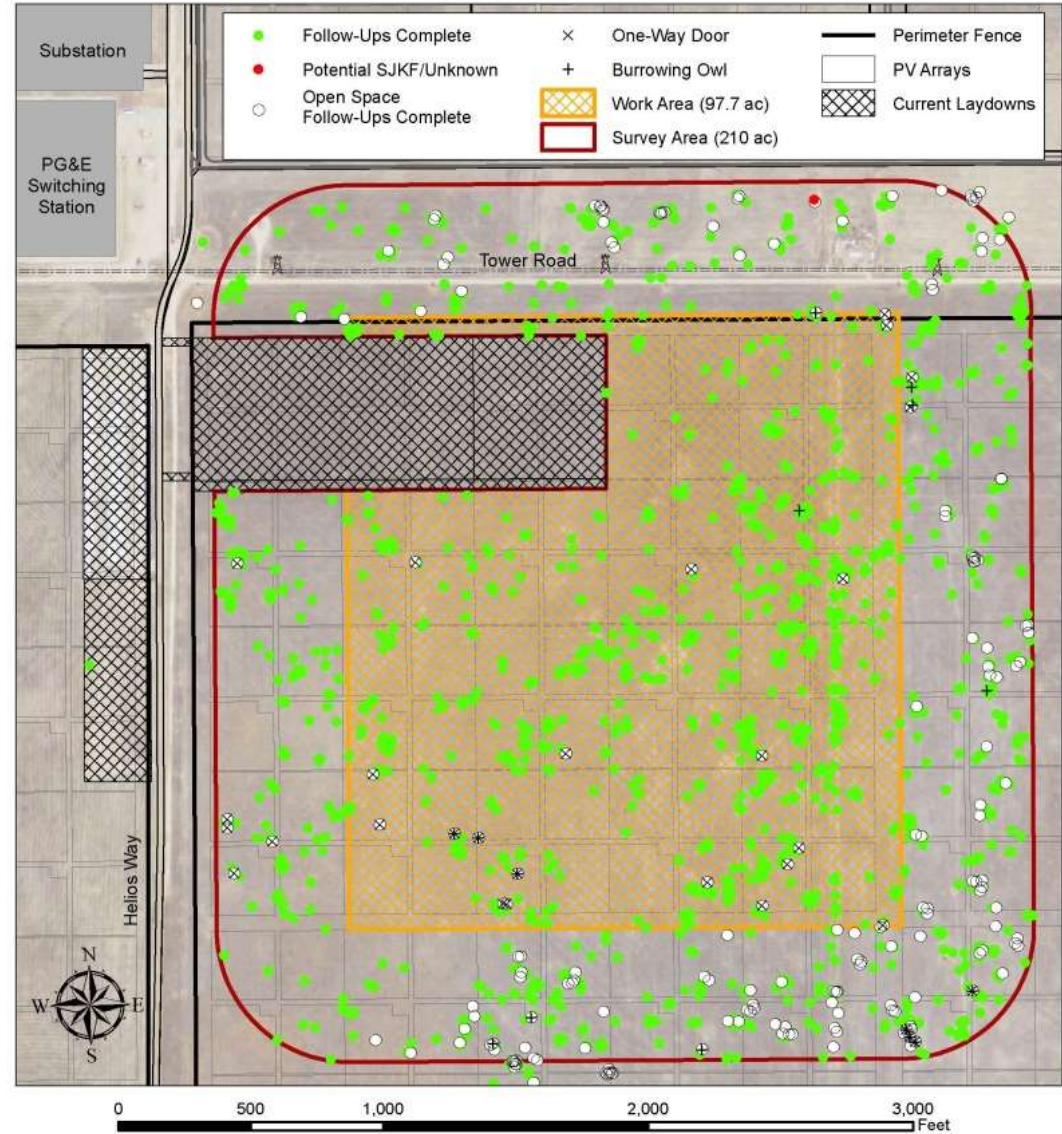 Substation
PG&E
Switching
Station
Follow-Ups Complete
Potential SJKF/Unknown
Open Space
Follow-Ups Complete
One-Way Door
Burrowing Owl
Work Area (97.7 ac)
Survey Area (210 ac)
Perimeter Fence
PV Arrays
Current Laydowns
Tower Road
Helios Way
N
W E
S
0 500 1,000 2,000 3,000
Feet